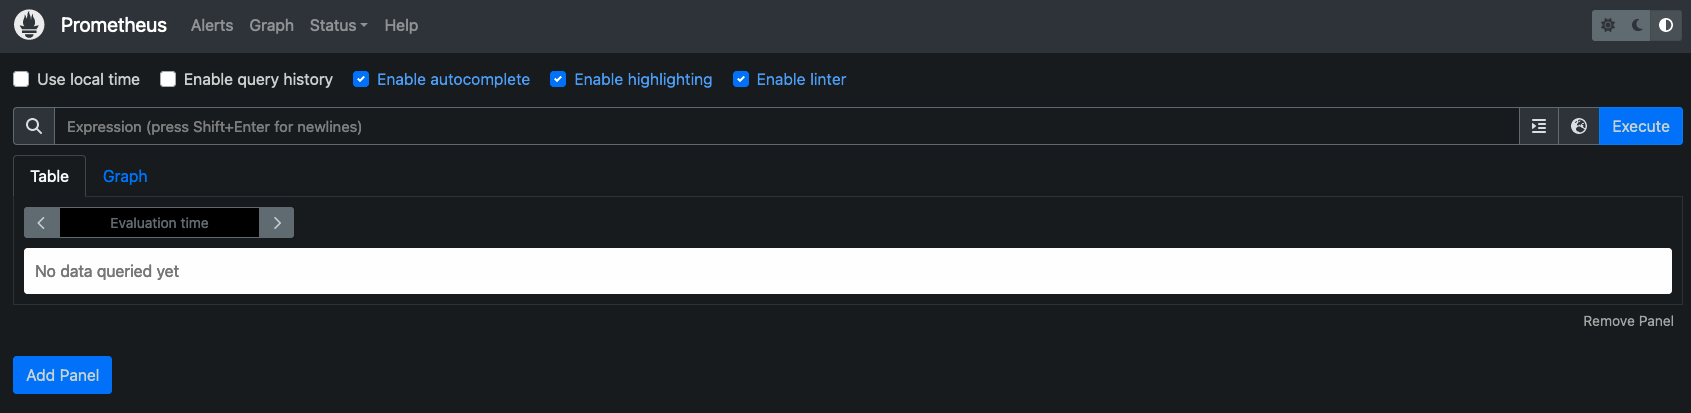 Prometheus Alerts Graph Status Help
Use local time Enable query history Enable autocomplete Enable highlighting Enable linter
Expression (press Shift+Enter for newlines) Execute
Table Graph
Evaluation time
No data queried yet
Remove Panel
Add Panel